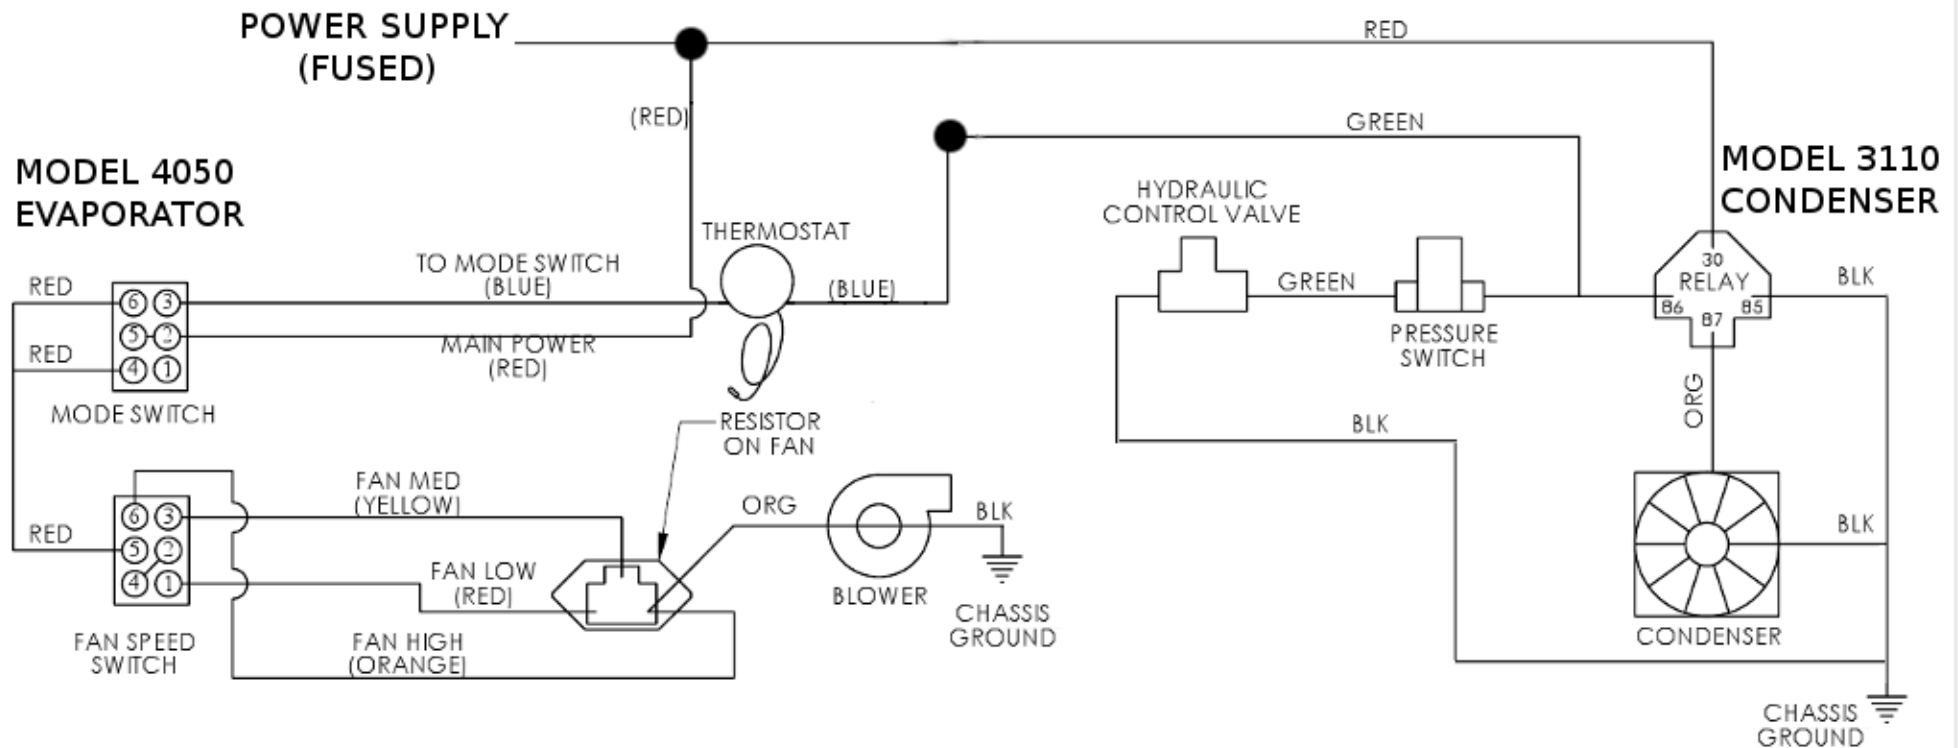 POWER SUPPLY
(FUSED)
RED
(RED)
GREEN
MODEL 4050
EVAPORATOR
MODEL 3110
CONDENSER
HYDRAULIC
CONTROL VALVE
THERMOSTAT
TO MODE SWITCH
(BLUE)
(BLUE)
RED
6 3
5 2
4 1
RED
MAIN POWER
(RED)
MODE SWITCH
GREEN
PRESSURE
SWITCH
30
RELAY
86 85
87
BLK
ORG
RESISTOR
ON FAN
BLK
FAN MED
(YELLOW)
ORG
BLK
RED
6 3
5 2
4 1
FAN LOW
(RED)
BLOWER
CHASSIS
GROUND
FAN SPEED
SWITCH
FAN HIGH
(ORANGE)
BLK
CONDENSER
CHASSIS
GROUND